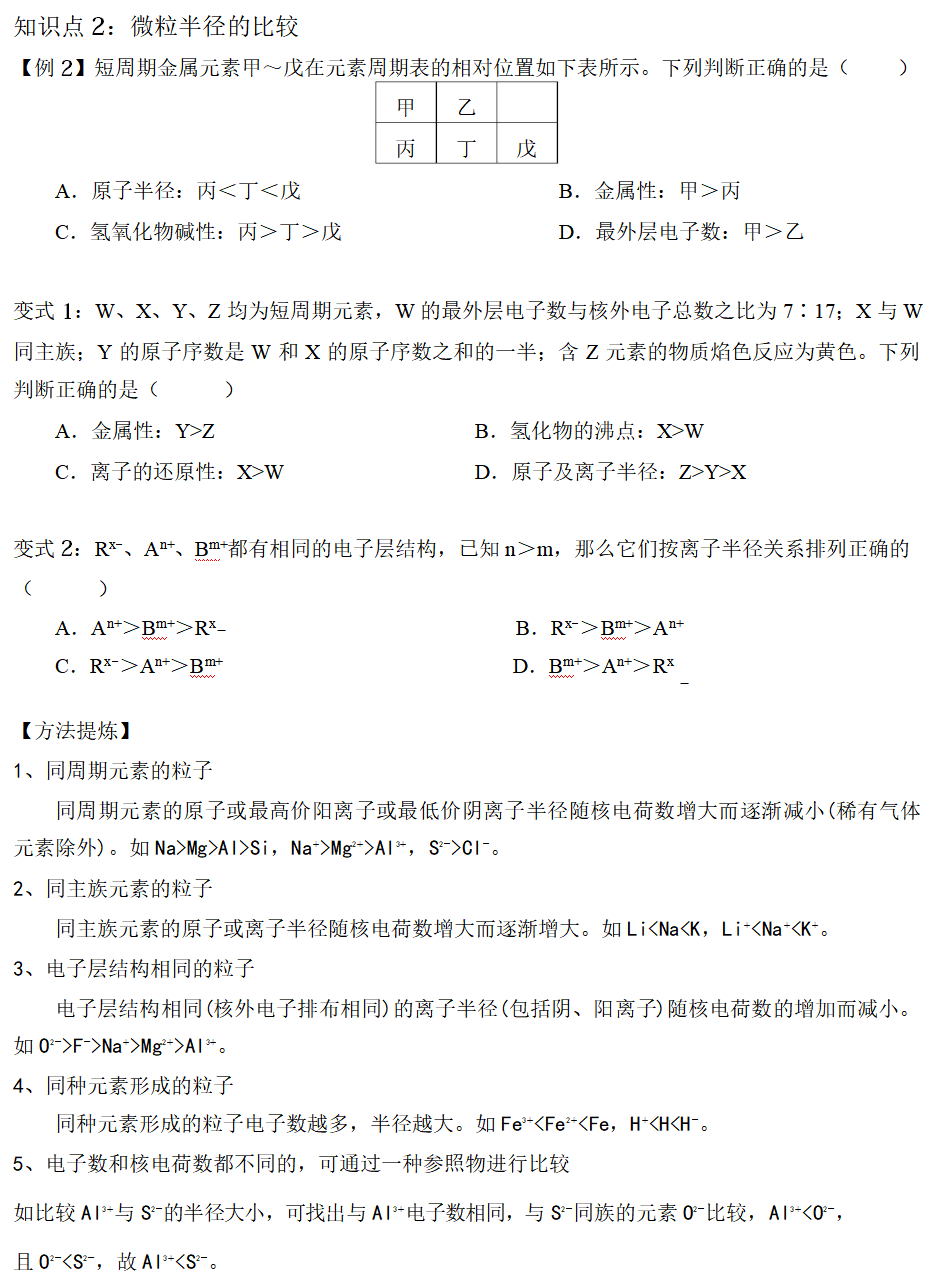 知识点 2：微粒半径的比较
【例 2】短周期金属元素甲～戊在元素周期表的相对位置如下表所示。下列判断正确的是（　　）
甲 乙
丙 丁 戊
A．原子半径：丙＜丁＜戊 B．金属性：甲＞丙
C．氢氧化物碱性：丙＞丁＞戊 D．最外层电子数：甲＞乙
变式 1：W、X、Y、Z 均为短周期元素，W 的最外层电子数与核外电子总数之比为 7∶17；X 与 W
同主族；Y 的原子序数是 W 和 X 的原子序数之和的一半；含 Z 元素的物质焰色反应为黄色。下列
判断正确的是（　　）
A．金属性：Y>Z B．氢化物的沸点：X>W
C．离子的还原性：X>W D．原子及离子半径：Z>Y>X
变式 2：Rˣ⁻、Aⁿ⁺、Bᵐ⁺都有相同的电子层结构，已知 n＞m，那么它们按离子半径关系排列正确的
（　　）
A．Aⁿ⁺＞Bᵐ⁺＞Rˣ₋ B．Rˣ⁻＞Bᵐ⁺＞Aⁿ⁺
C．Rˣ⁻＞Aⁿ⁺＞Bᵐ⁺ D．Bᵐ⁺＞Aⁿ⁺＞Rˣ₋
【方法提炼】
1、同周期元素的粒子
同周期元素的原子或最高价阳离子或最低价阴离子半径随核电荷数增大而逐渐减小(稀有气体
元素除外)。如 Na>Mg>Al>Si，Na⁺>Mg²⁺>Al³⁺，S²⁻>Cl⁻。
2、同主族元素的粒子
同主族元素的原子或离子半径随核电荷数增大而逐渐增大。如 Li<Na<K，Li⁺<Na⁺<K⁺。
3、电子层结构相同的粒子
电子层结构相同(核外电子排布相同)的离子半径(包括阴、阳离子)随核电荷数的增加而减小。
如 O²⁻>F⁻>Na⁺>Mg²⁺>Al³⁺。
4、同种元素形成的粒子
同种元素形成的粒子电子数越多，半径越大。如 Fe³⁺<Fe²⁺<Fe，H⁺<H<H⁻。
5、电子数和核电荷数都不同的，可通过一种参照物进行比较
如比较 Al³⁺与 S²⁻的半径大小，可找出与 Al³⁺电子数相同，与 S²⁻同族的元素 O²⁻比较，Al³⁺<O²⁻，
且 O²⁻<S²⁻，故 Al³⁺<S²⁻。